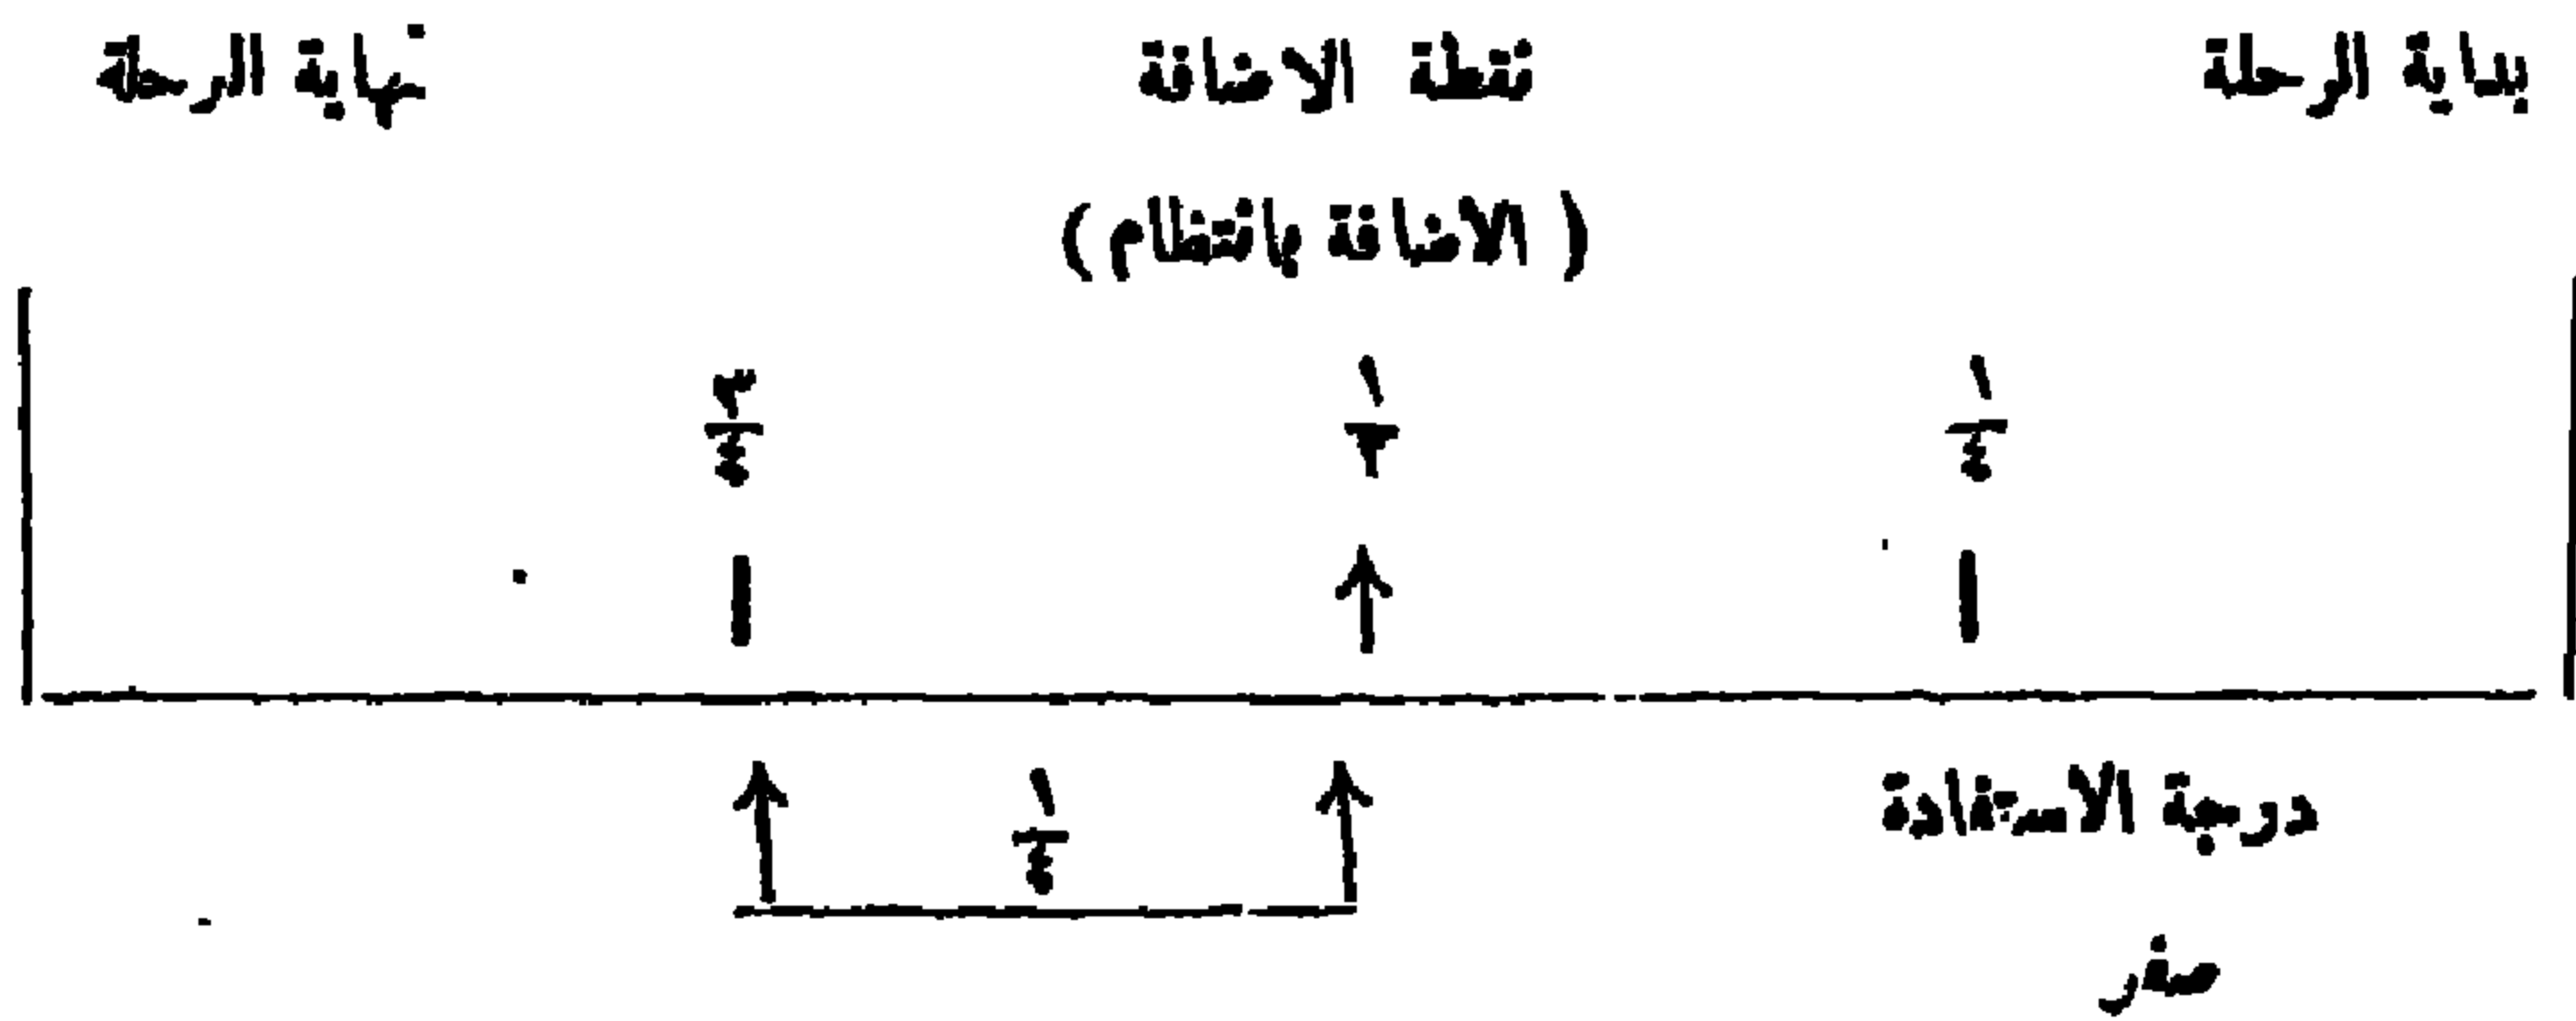 بداية الرحلة نقطة الاضافة نهاية الرحلة
( الاضافة بانتظام )
١/٤ ١/٢ ٣/٤
درجة الاستفادة ١/٤
صفر